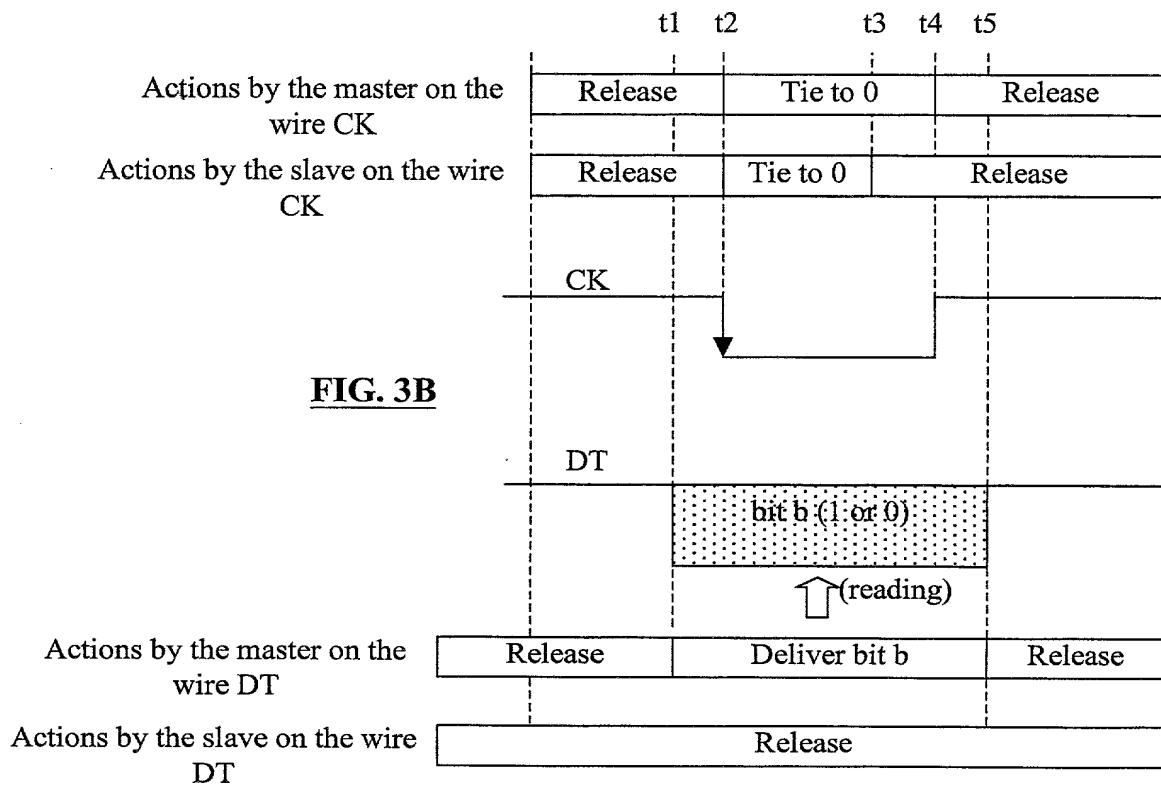 t1 t2 t3 t4 t5
Actions by the master on the
wire CK
Release Tie to 0 Release
Actions by the slave on the wire
CK
Release Tie to 0 Release
CK
FIG. 3B
DT
bit b (1 or 0)
(reading)
Actions by the master on the
wire DT
Release Deliver bit b Release
Actions by the slave on the wire
DT
Release